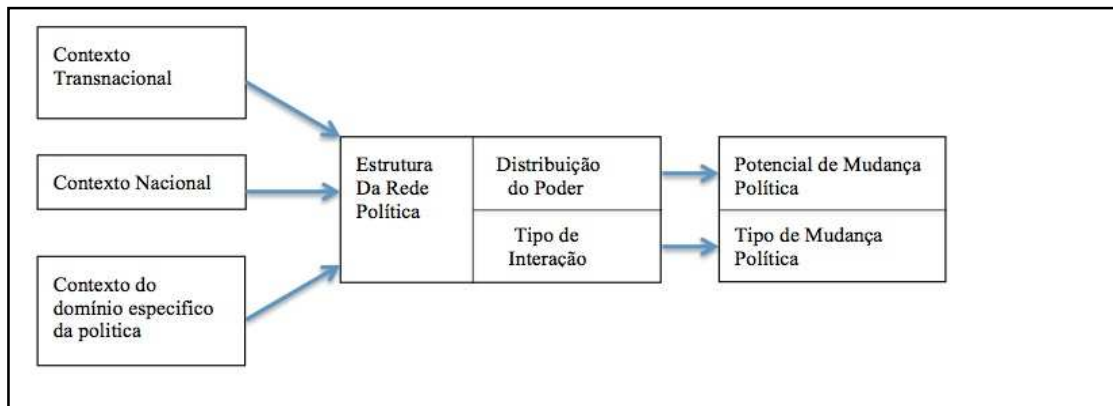 Contexto
Transnacional
Contexto Nacional
Contexto do
domínio especifico
da politica
Estrutura
Da Rede
Política
Distribuição
do Poder
Tipo de
Interação
Potencial de Mudança
Política
Tipo de Mudança
Política